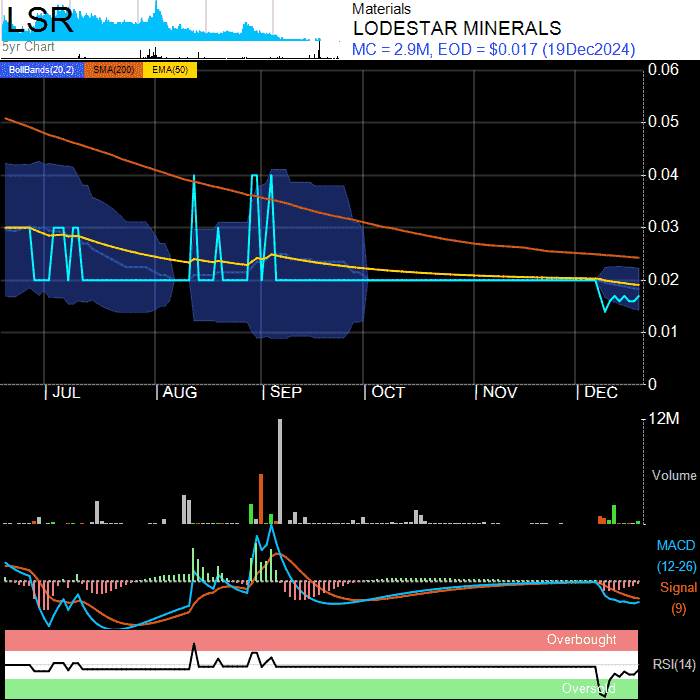 LSR
5yr Chart
Materials
LODESTAR MINERALS
MC = 2.9M, EOD = $0.017 (19Dec2024)
BollBands(20,2) SMA(200) EMA(50)
0.06
0.05
0.04
0.03
0.02
0.01
0
JUL AUG SEP OCT NOV DEC
12M
Volume
MACD
(12-26)
Signal
(9)
Overbought
RSI(14)
Oversold